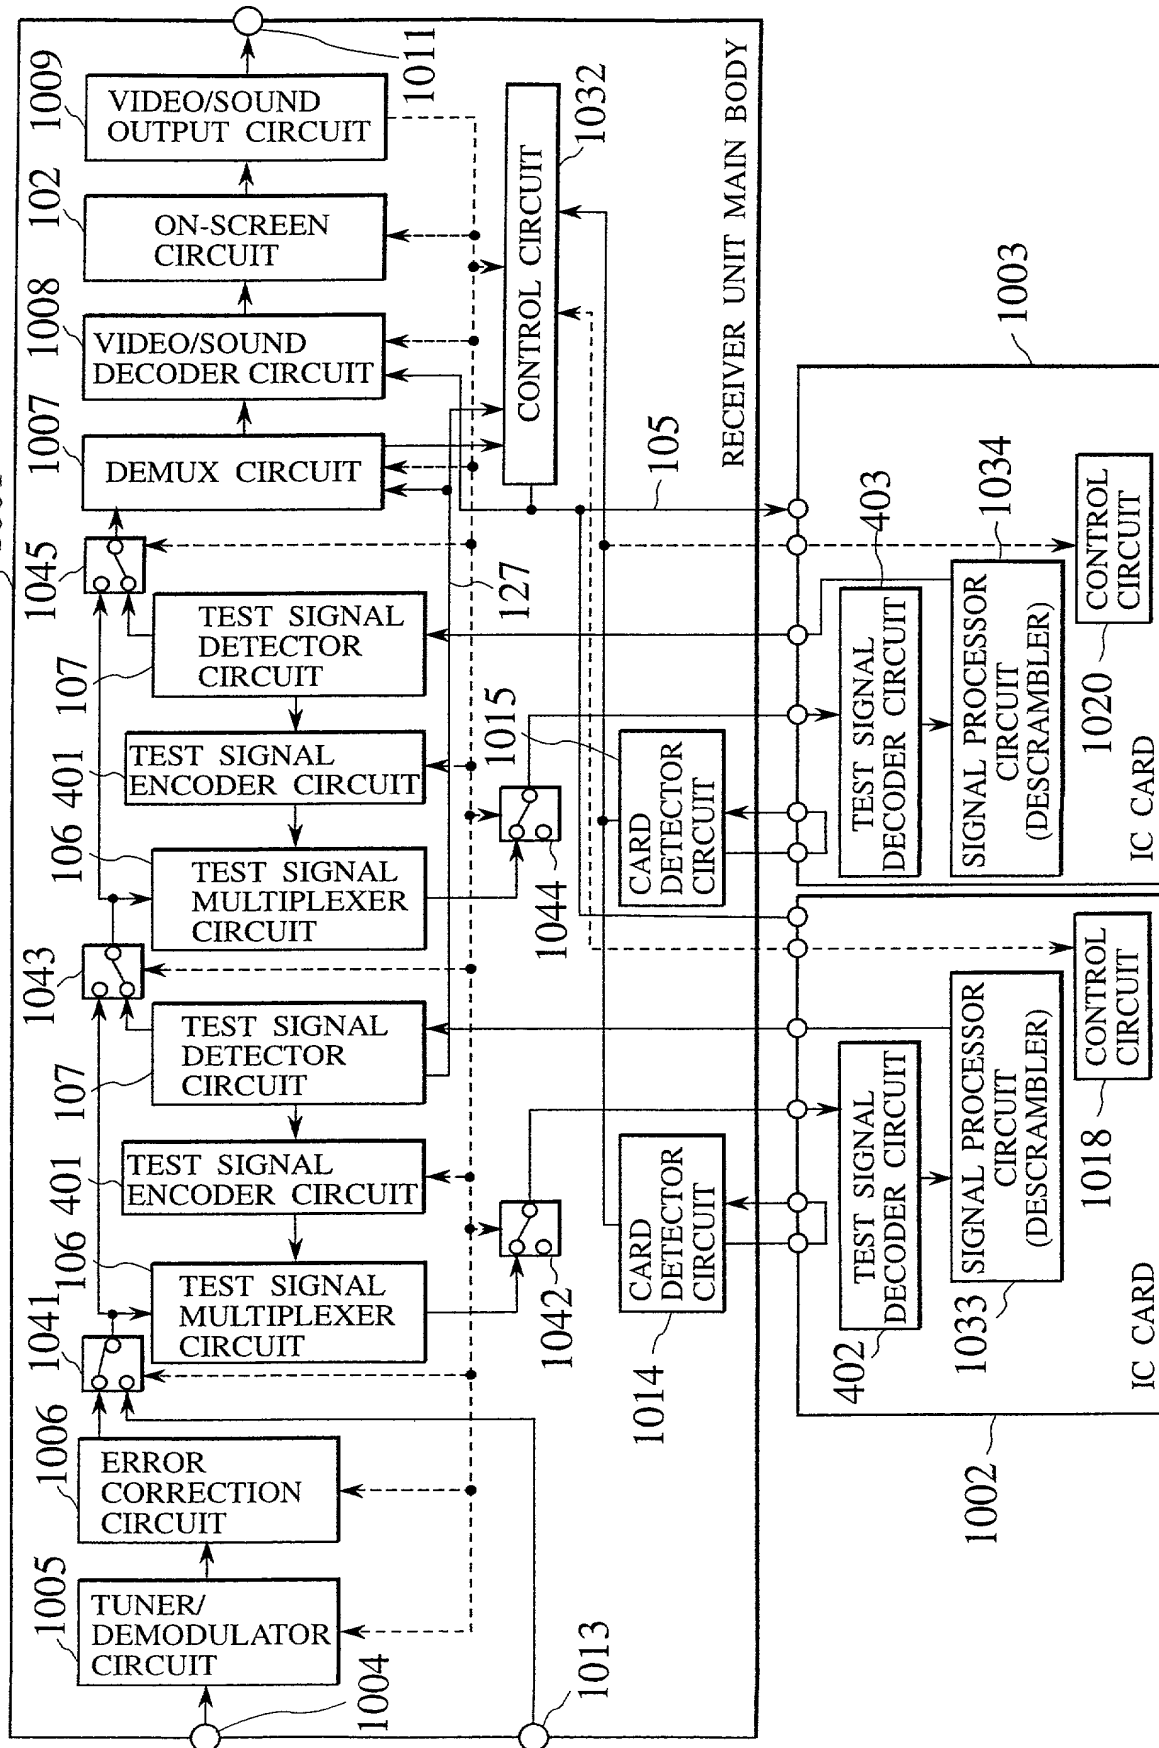 1011
1009
VIDEO/SOUND
OUTPUT CIRCUIT
102
ON-SCREEN
CIRCUIT
1008
VIDEO/SOUND
DECODER CIRCUIT
1007
DEMUX CIRCUIT
1045
107
TEST SIGNAL
DETECTOR
CIRCUIT
401
TEST SIGNAL
ENCODER CIRCUIT
106
TEST SIGNAL
MULTIPLEXER
CIRCUIT
1043
107
TEST SIGNAL
DETECTOR
CIRCUIT
401
TEST SIGNAL
ENCODER CIRCUIT
106
TEST SIGNAL
MULTIPLEXER
CIRCUIT
1041
1006
ERROR
CORRECTION
CIRCUIT
1005
TUNER/
DEMODULATOR
CIRCUIT
1004
1013
1032
CONTROL CIRCUIT
RECEIVER UNIT MAIN BODY
127
105
1015
CARD
DETECTOR
CIRCUIT
1044
1042
CARD
DETECTOR
CIRCUIT
1014
1003
403
TEST SIGNAL
DECODER CIRCUIT
1034
SIGNAL PROCESSOR
CIRCUIT
(DESCRAMBLER)
CONTROL
CIRCUIT
1020
IC CARD
402
TEST SIGNAL
DECODER CIRCUIT
1033
SIGNAL PROCESSOR
CIRCUIT
(DESCRAMBLER)
CONTROL
CIRCUIT
1018
IC CARD
1002